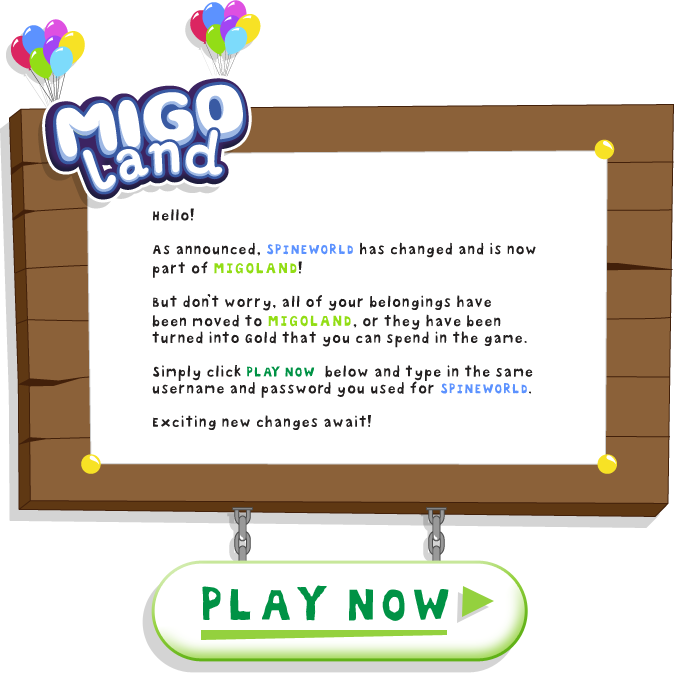 MIGO
Land
Hello!
As announced, SPINEWORLD has changed and is now
part of MIGOLAND!
But don't worry, all of your belongings have
been moved to MIGOLAND, or they have been
turned into Gold that you can spend in the game.
Simply click PLAY NOW below and type in the same
username and password you used for SPINEWORLD.
Exciting new changes await!
PLAY NOW